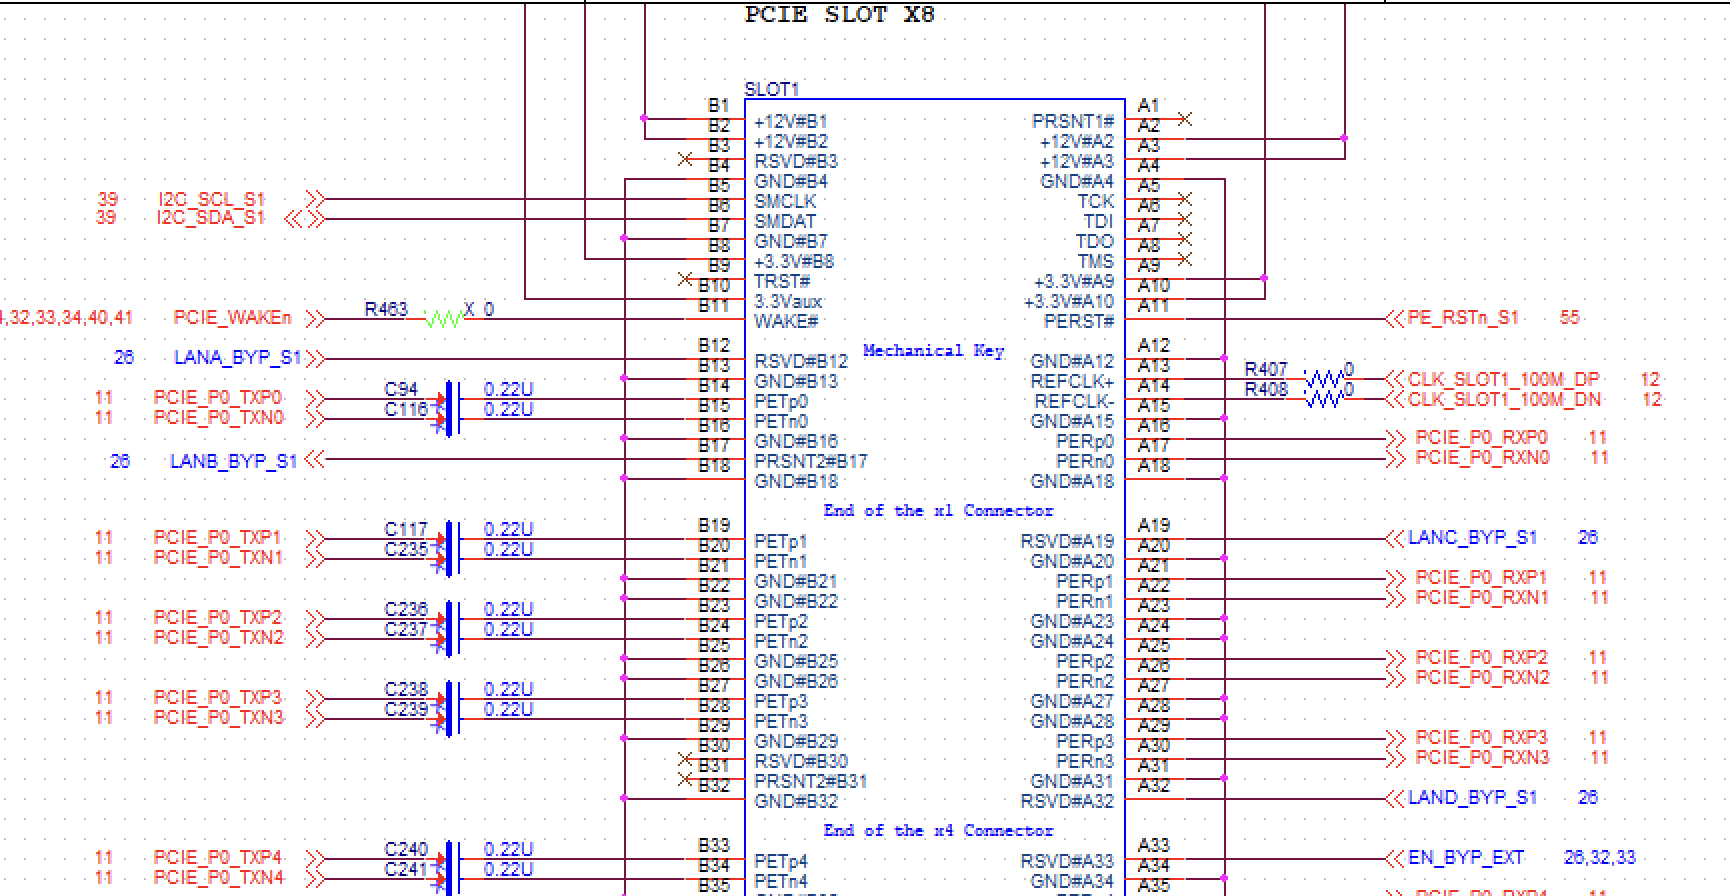 PCIE SLOT X8
SLOT1
B1 A1
+12V#B1 PRSNT1#
B2 A2
+12V#B2 +12V#A2
B3 A3
RSVD#B3 +12V#A3
B4 A4
GND#B4 GND#A4
B5 A5
39 I2C_SCL_S1 SMCLK TCK
B6 A6
39 I2C_SDA_S1 SMDAT TDI
B7 A7
GND#B7 TDO
B8 A8
+3.3V#B8 TMS
B9 A9
TRST# +3.3V#A9
B10 A10
3.3Vaux +3.3V#A10
R463 X 0 B11 A11
,32,33,34,40,41 PCIE_WAKEn WAKE# PERST# PE_RSTn_S1 55
B12 Mechanical Key A12
26 LANA_BYP_S1 RSVD#B12 GND#A12
B13 A13 R407 0
GND#B13 REFCLK+ CLK_SLOT1_100M_DP 12
C94 0.22U B14 A14 R408 0
11 PCIE_P0_TXP0 PETp0 REFCLK- CLK_SLOT1_100M_DN 12
C116 0.22U B15 A15
11 PCIE_P0_TXN0 PETn0 GND#A15
B16 A16
GND#B16 PERp0 PCIE_P0_RXP0 11
B17 A17
26 LANB_BYP_S1 PRSNT2#B17 PERn0 PCIE_P0_RXN0 11
B18 A18
GND#B18 GND#A18
End of the x1 Connector
C117 0.22U B19 A19
11 PCIE_P0_TXP1 PETp1 RSVD#A19 LANC_BYP_S1 26
C235 0.22U B20 A20
11 PCIE_P0_TXN1 PETn1 GND#A20
B21 A21
GND#B21 PERp1 PCIE_P0_RXP1 11
B22 A22
GND#B22 PERn1 PCIE_P0_RXN1 11
C236 0.22U B23 A23
11 PCIE_P0_TXP2 PETp2 GND#A23
C237 0.22U B24 A24
11 PCIE_P0_TXN2 PETn2 GND#A24
B25 A25
GND#B25 PERp2 PCIE_P0_RXP2 11
B26 A26
GND#B26 PERn2 PCIE_P0_RXN2 11
C238 0.22U B27 A27
11 PCIE_P0_TXP3 PETp3 GND#A27
C239 0.22U B28 A28
11 PCIE_P0_TXN3 PETn3 GND#A28
B29 A29
GND#B29 PERp3 PCIE_P0_RXP3 11
B30 A30
RSVD#B30 PERn3 PCIE_P0_RXN3 11
B31 A31
PRSNT2#B31 GND#A31
B32 A32
GND#B32 RSVD#A32 LAND_BYP_S1 26
End of the x4 Connector
C240 0.22U B33 A33
11 PCIE_P0_TXP4 PETp4 RSVD#A33 EN_BYP_EXT 26,32,33
C241 0.22U B34 A34
11 PCIE_P0_TXN4 PETn4 GND#A34
B35 A35